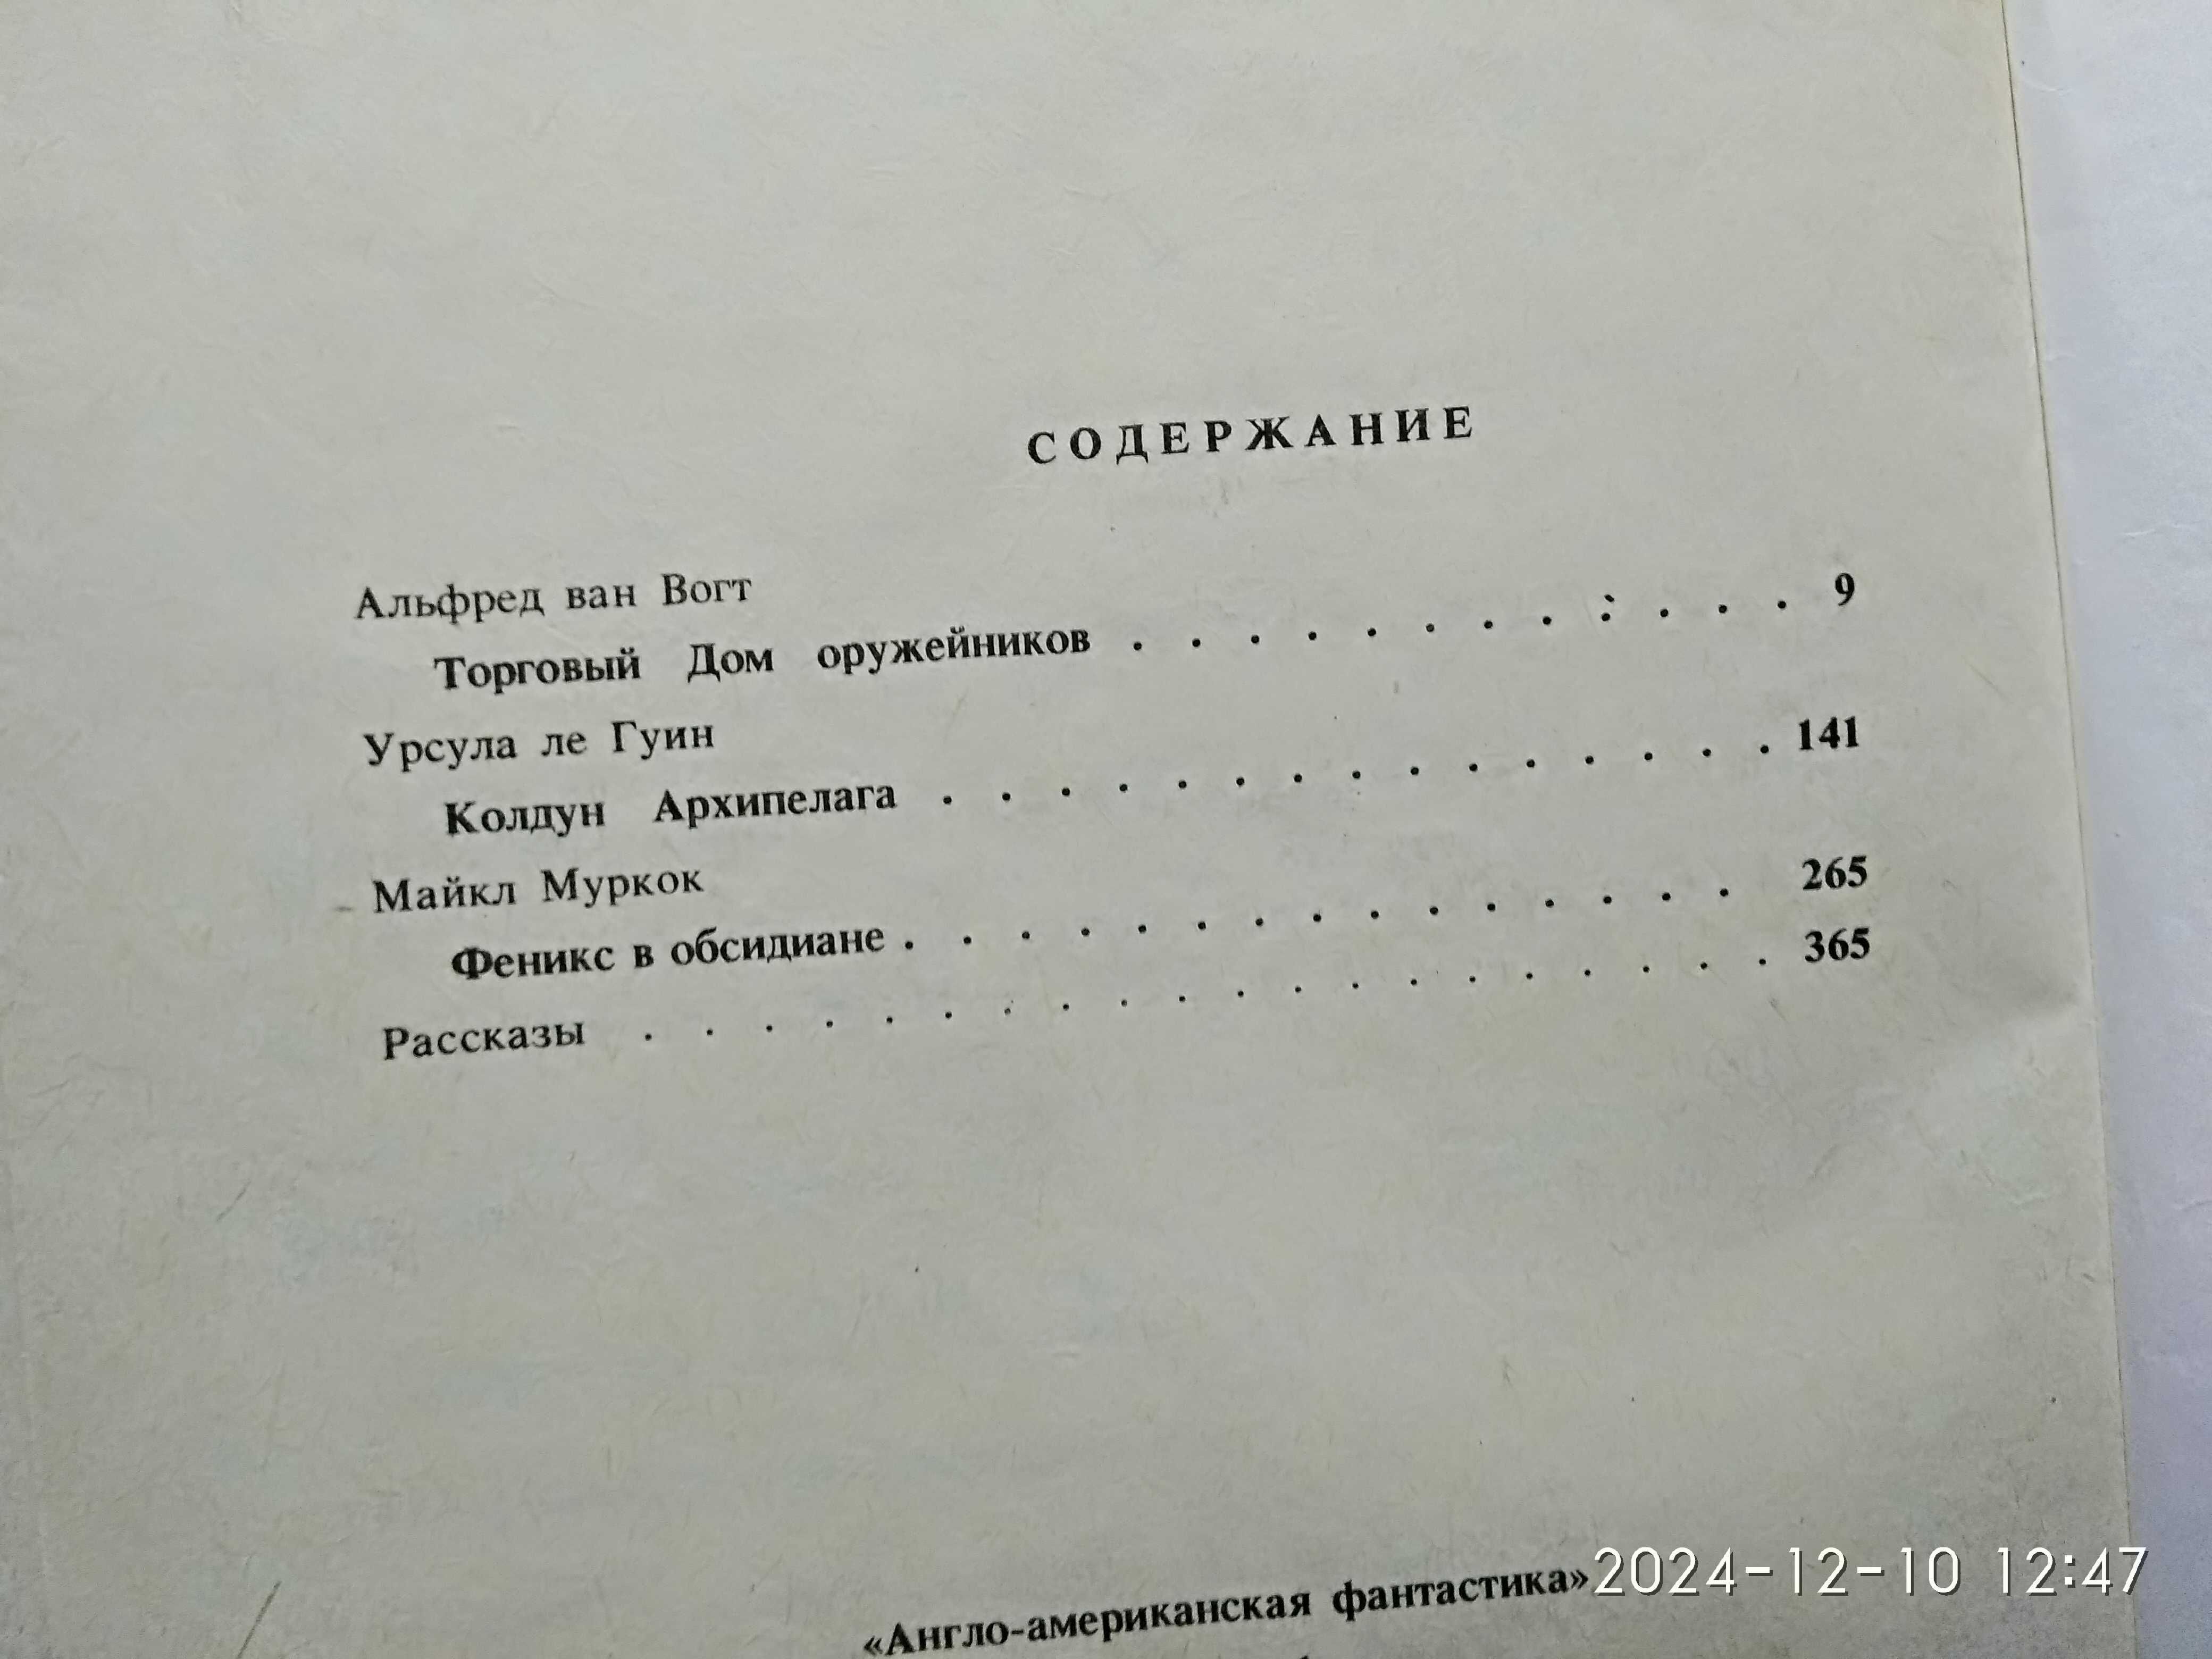 СОДЕРЖАНИЕ
Альфред ван Вогт
Торговый Дом оружейников . . . . . . . . . . . . 9
Урсула ле Гуин
Колдун Архипелага . . . . . . . . . . . . . . . 141
Майкл Муркок
Феникс в обсидиане . . . . . . . . . . . . . . . 265
Рассказы . . . . . . . . . . . . . . . . . . . . 365
«Англо-американская фантастика»
2024-12-10 12:47